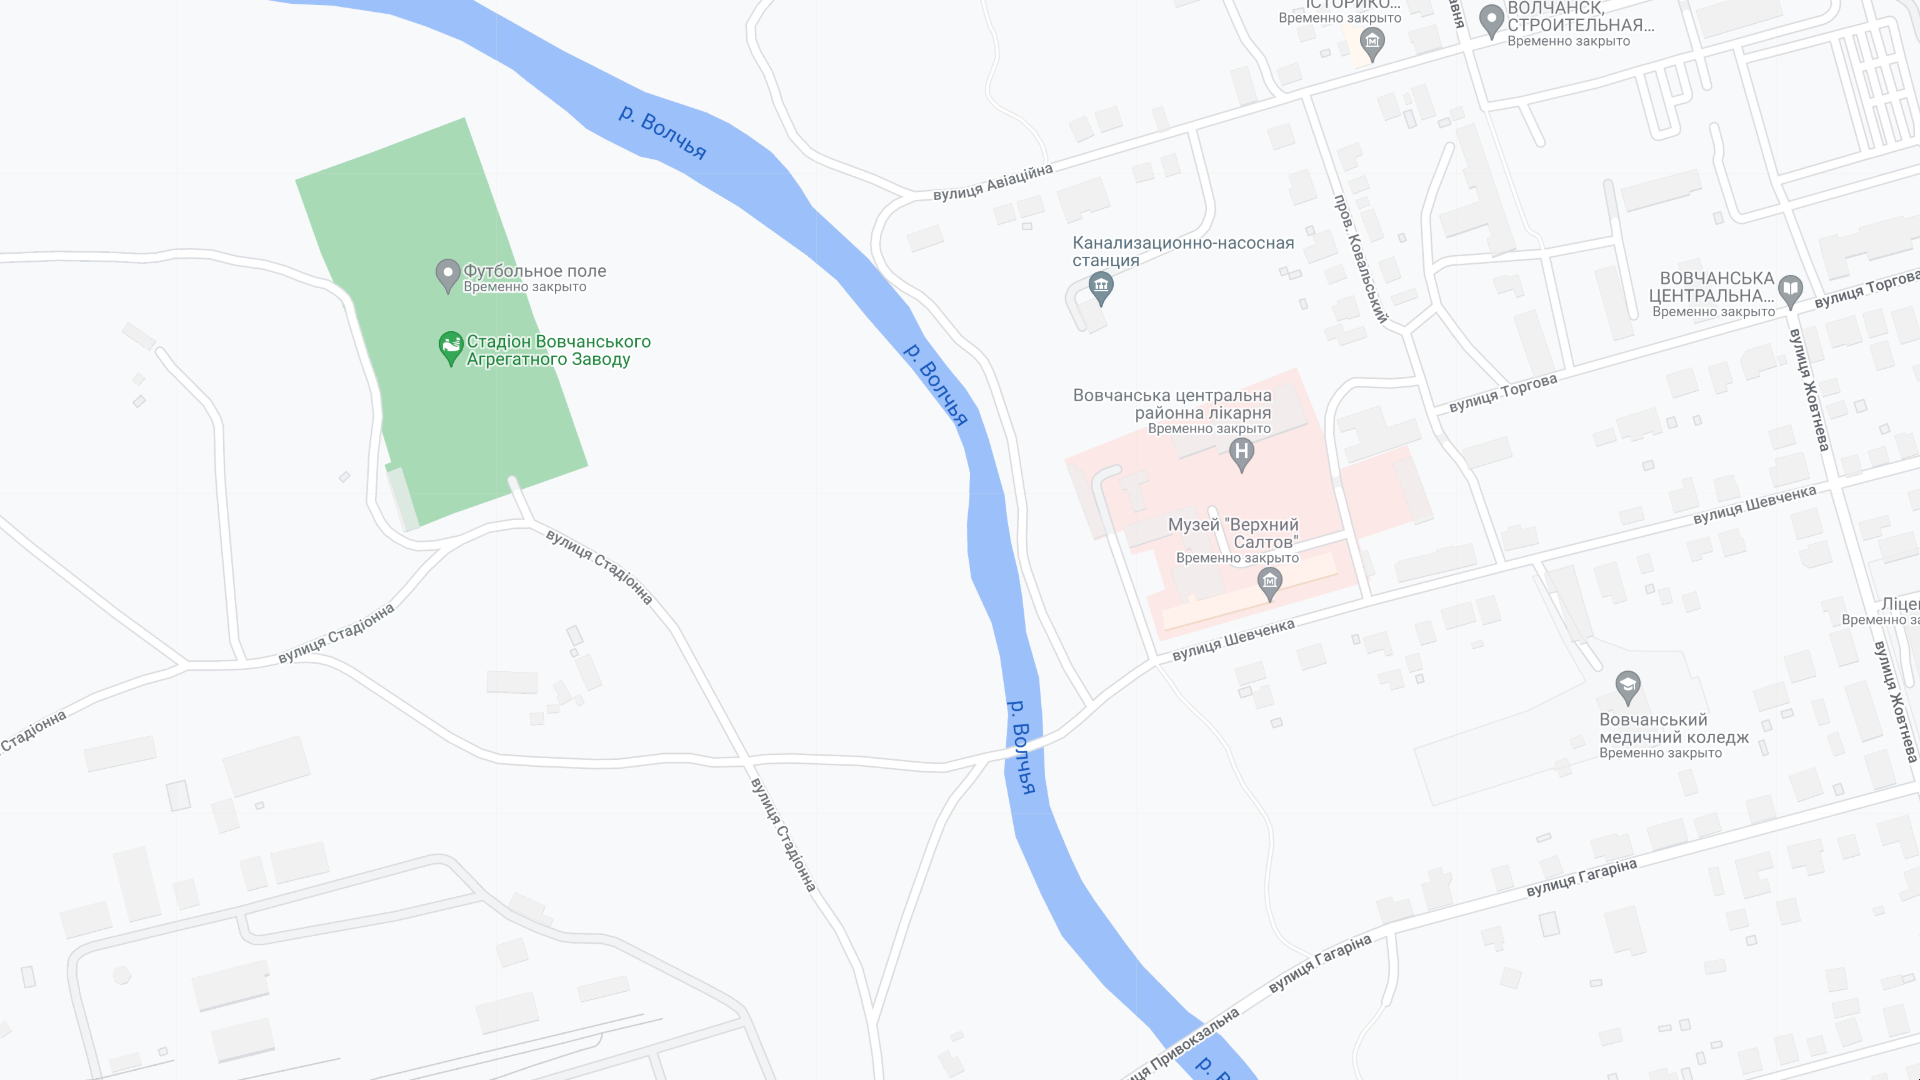 ІСТОРИКО...
Временно закрыто
ВОЛЧАНСК,
СТРОИТЕЛЬНАЯ...
Временно закрыто
р. Волчья
вулиця Авіаційна
пров. Ковальський
Канализационно-насосная
станция
Футбольное поле
Временно закрыто
Стадіон Вовчанського
Агрегатного Заводу
ВОВЧАНСЬКА
ЦЕНТРАЛЬНА...
Временно закрыто
вулиця Торгова
р. Волчья
вулиця Торгова
вулиця Жовтнева
Вовчанська центральна
районна лікарня
Временно закрыто
H
вулиця Шевченка
Музей "Верхний
Салтов"
Временно закрыто
вулиця Стадіонна
вулиця Стадіонна
вулиця Шевченка
Временно за
вулиця Жовтнева
Стадіонна
р. Волчья
Вовчанський
медичний коледж
Временно закрыто
вулиця Стадіонна
вулиця Гагаріна
вулиця Гагаріна
Привокзальна
р. В